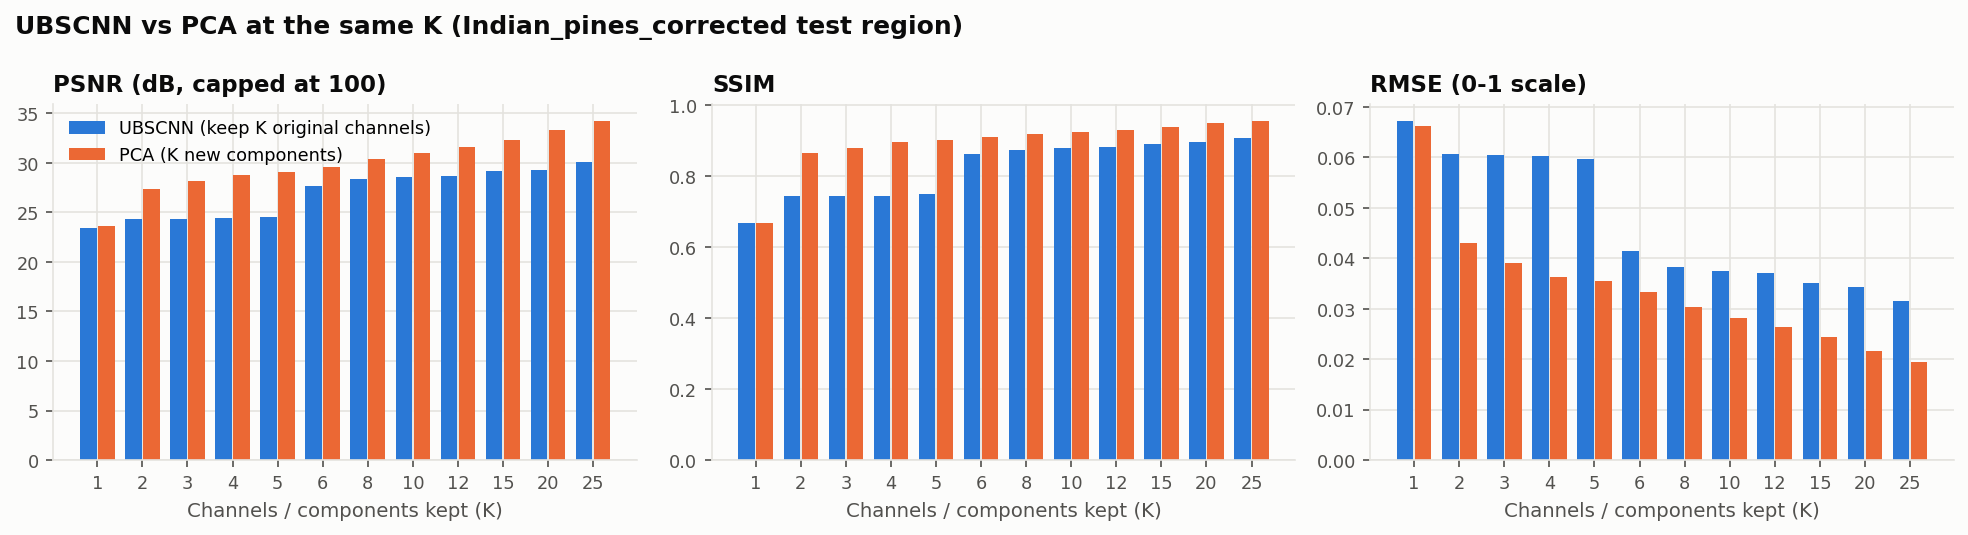 UBSCNN vs PCA at the same K (Indian_pines_corrected test region)
PSNR (dB, capped at 100)
UBSCNN (keep K original channels)
PCA (K new components)
35
30
25
20
15
10
5
0
1 2 3 4 5 6 8 10 12 15 20 25
Channels / components kept (K)
SSIM
1.0
0.8
0.6
0.4
0.2
0.0
1 2 3 4 5 6 8 10 12 15 20 25
Channels / components kept (K)
RMSE (0-1 scale)
0.07
0.06
0.05
0.04
0.03
0.02
0.01
0.00
1 2 3 4 5 6 8 10 12 15 20 25
Channels / components kept (K)